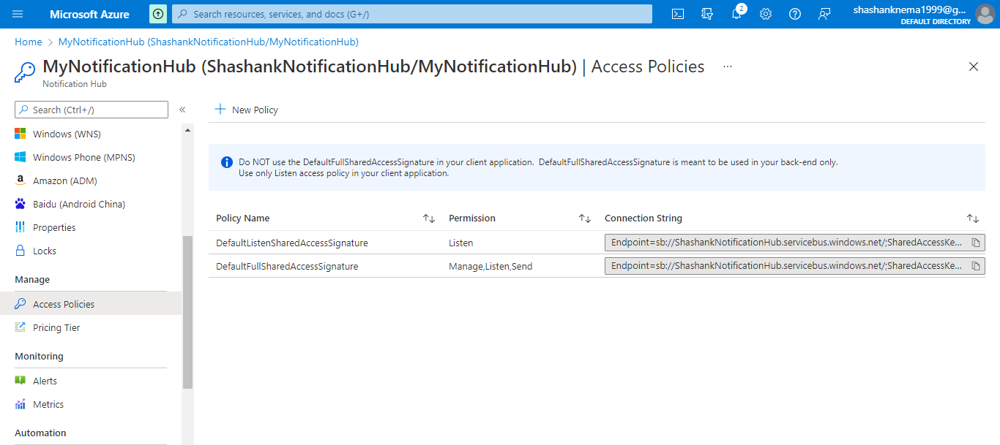 Microsoft Azure
Search resources, services, and docs (G+/)
2
shashanknema1999@g...
DEFAULT DIRECTORY
Home > MyNotificationHub (ShashankNotificationHub/MyNotificationHub)
MyNotificationHub (ShashankNotificationHub/MyNotificationHub) | Access Policies ...
Notification Hub
Search (Ctrl+/)
«
Windows (WNS)
Windows Phone (MPNS)
Amazon (ADM)
Baidu (Android China)
Properties
Locks
Manage
Access Policies
Pricing Tier
Monitoring
Alerts
Metrics
Automation
+ New Policy
Do NOT use the DefaultFullSharedAccessSignature in your client application. DefaultFullSharedAccessSignature is meant to be used in your back-end only.
Use only Listen access policy in your client application.
Policy Name ↑↓ Permission ↑↓ Connection String ↑↓
DefaultListenSharedAccessSignature Listen Endpoint=sb://ShashankNotificationHub.servicebus.windows.net/;SharedAccessKe...
DefaultFullSharedAccessSignature Manage,Listen,Send Endpoint=sb://ShashankNotificationHub.servicebus.windows.net/;SharedAccessKe...